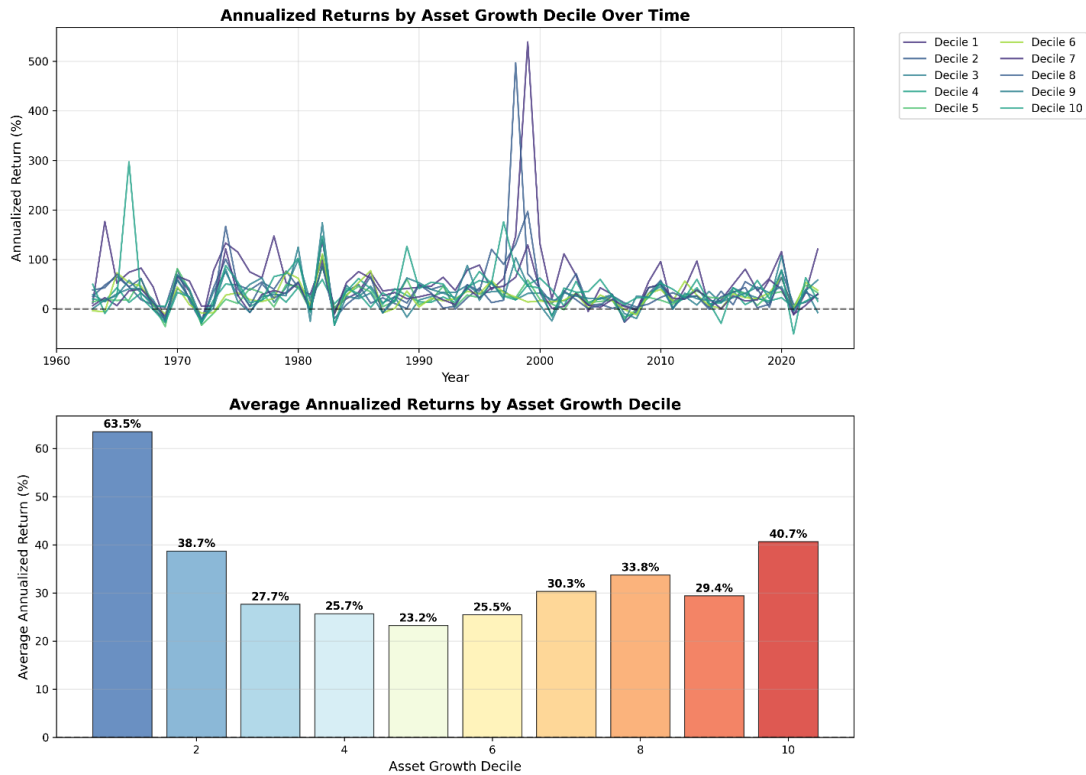 Annualized Returns by Asset Growth Decile Over Time
Annualized Return (%)
500
400
300
200
100
0
1960 1970 1980 1990 2000 2010 2020
Year
Decile 1 Decile 6
Decile 2 Decile 7
Decile 3 Decile 8
Decile 4 Decile 9
Decile 5 Decile 10
Average Annualized Returns by Asset Growth Decile
Average Annualized Return (%)
60
50
40
30
20
10
0
63.5%
38.7%
27.7%
25.7%
23.2%
25.5%
30.3%
33.8%
29.4%
40.7%
2 4 6 8 10
Asset Growth Decile